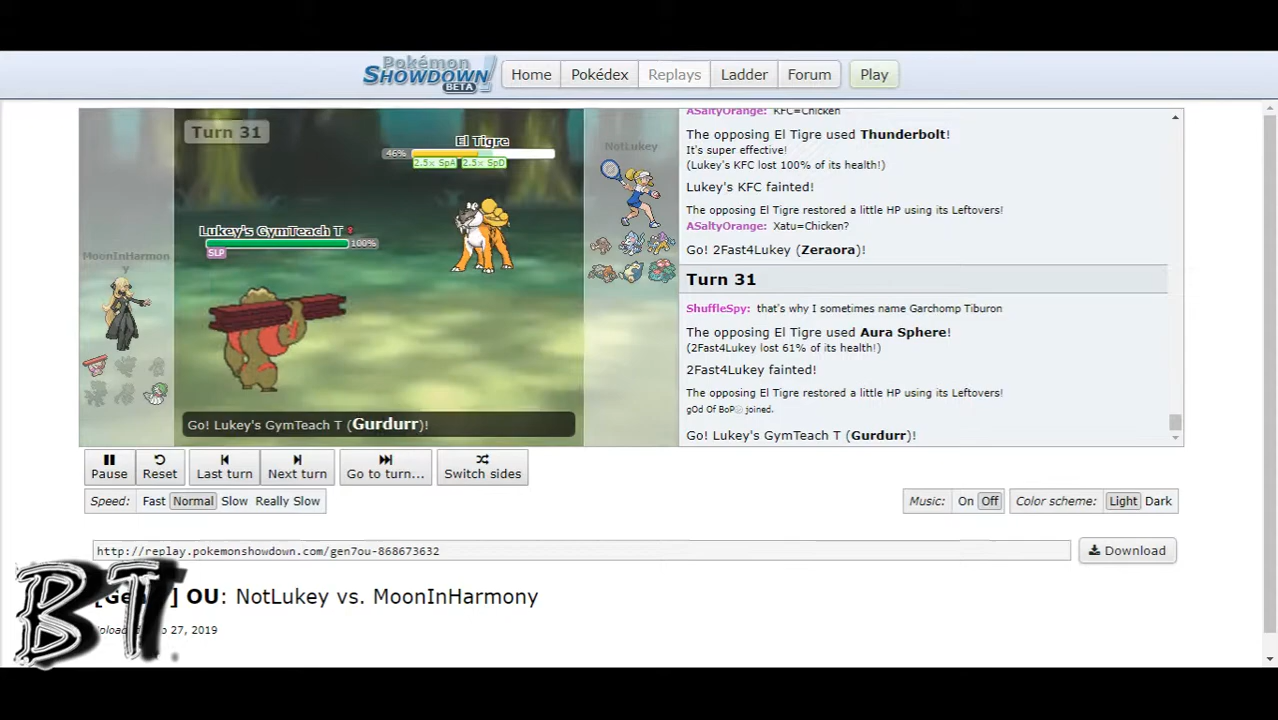 Pokémon
SHOWDOWN!
BETA
Home
Pokédex
Replays
Ladder
Forum
Play
Turn 31
El Tigre
46%
2.5× SpA
2.5× SpD
Lukey's GymTeach T
100%
SLP
MoonInHarmon
y
NotLukey
Go! Lukey's GymTeach T (Gurdurr)!
ASaltyOrange: KFC=Chicken
The opposing El Tigre used Thunderbolt!
It's super effective!
(Lukey's KFC lost 100% of its health!)
Lukey's KFC fainted!
The opposing El Tigre restored a little HP using its Leftovers!
ASaltyOrange: Xatu=Chicken?
Go! 2Fast4Lukey (Zeraora)!
Turn 31
ShuffleSpy: that's why I sometimes name Garchomp Tiburon
The opposing El Tigre used Aura Sphere!
(2Fast4Lukey lost 61% of its health!)
2Fast4Lukey fainted!
The opposing El Tigre restored a little HP using its Leftovers!
gOd Of BoP joined.
Go! Lukey's GymTeach T (Gurdurr)!
Pause
Reset
Last turn
Next turn
Go to turn...
Switch sides
Speed: Fast Normal Slow Really Slow
Music: On Off
Color scheme: Light Dark
http://replay.pokemonshowdown.com/gen7ou-868673632
Download
OU: NotLukey vs. MoonInHarmony
27, 2019
BT.